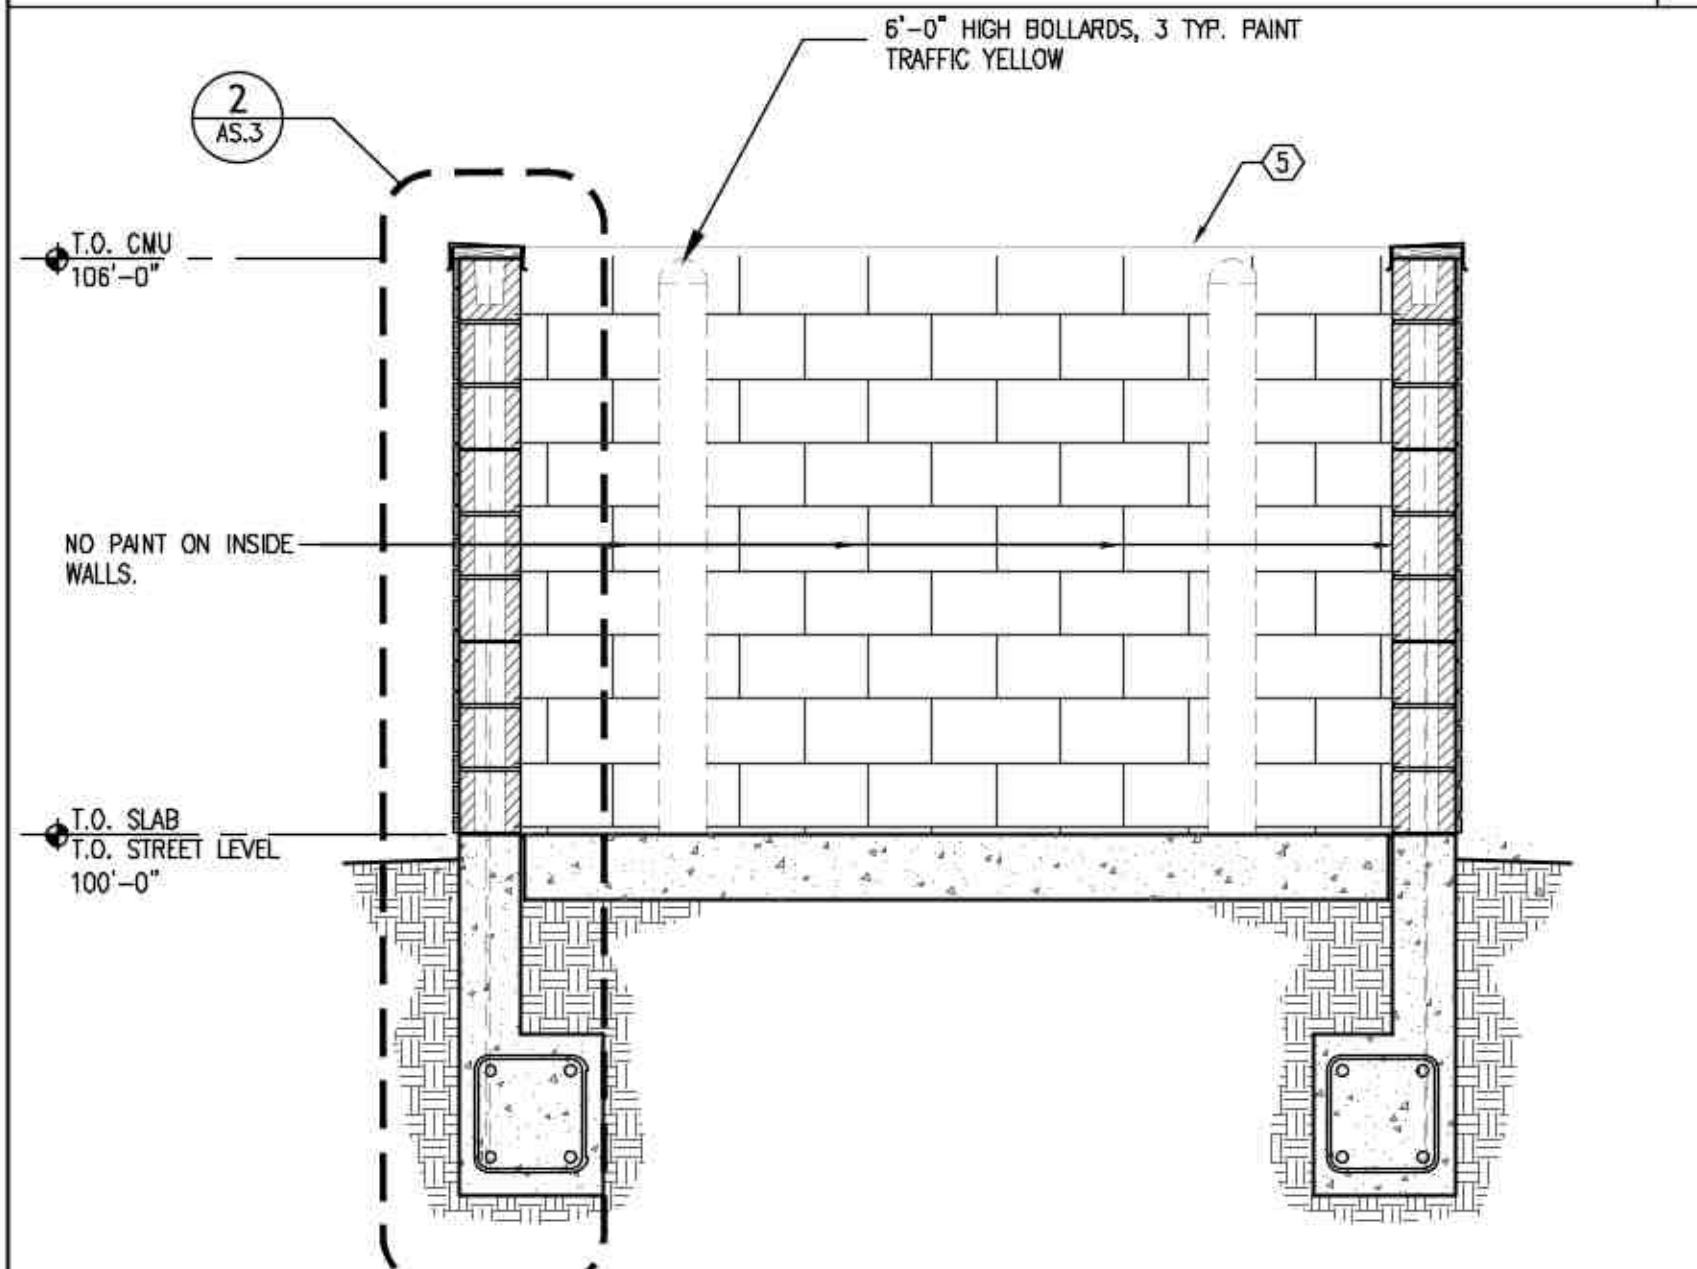 6'-0" HIGH BOLLARDS, 3 TYP. PAINT
TRAFFIC YELLOW
2
AS.3
5
T.O. CMU
106'-0"
NO PAINT ON INSIDE
WALLS.
T.O. SLAB
T.O. STREET LEVEL
100'-0"